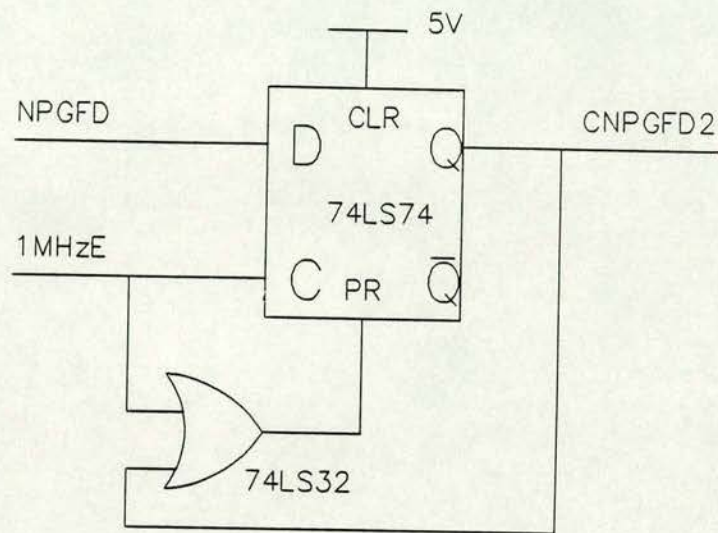 5V
NPGFD
CLR
CNPGFD2
D
Q
74LS74
1MHzE
C
PR
Q̅
74LS32